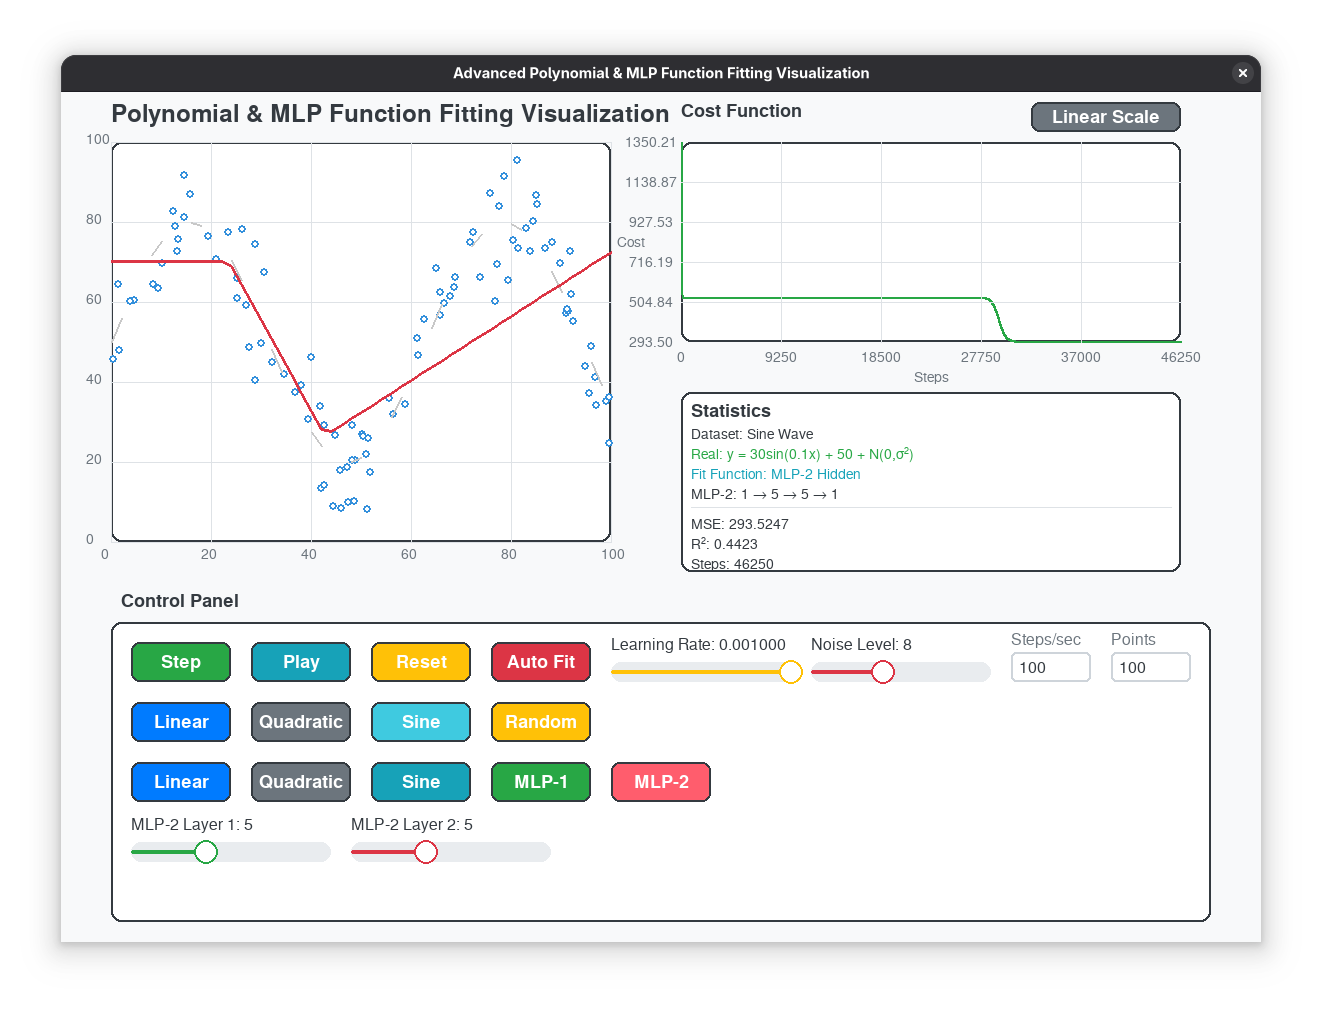 Advanced Polynomial & MLP Function Fitting Visualization
Polynomial & MLP Function Fitting Visualization
100
80
60
40
20
0
0 20 40 60 80 100
Cost Function
Linear Scale
1350.21
1138.87
927.53
Cost
716.19
504.84
293.50
0 9250 18500 27750 37000 46250
Steps
Statistics
Dataset: Sine Wave
Real: y = 30sin(0.1x) + 50 + N(0,σ²)
Fit Function: MLP-2 Hidden
MLP-2: 1 → 5 → 5 → 1
MSE: 293.5247
R²: 0.4423
Steps: 46250
Control Panel
Step Play Reset Auto Fit
Learning Rate: 0.001000 Noise Level: 8
Steps/sec Points
100 100
Linear Quadratic Sine Random
Linear Quadratic Sine MLP-1 MLP-2
MLP-2 Layer 1: 5 MLP-2 Layer 2: 5